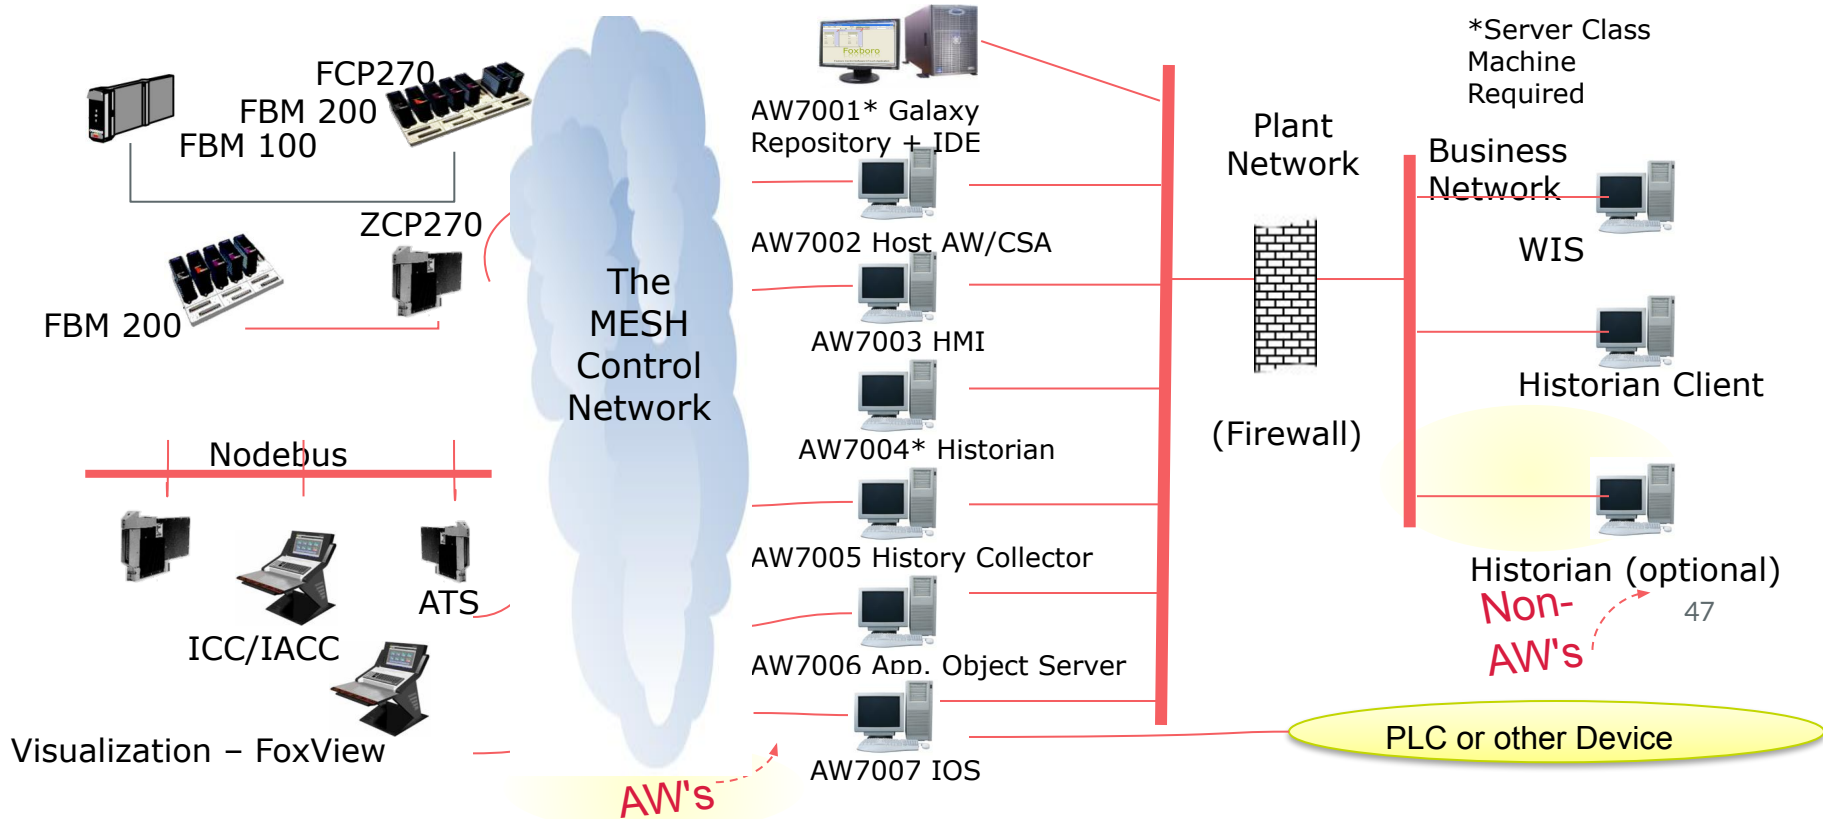 FCP270
FBM 200
FBM 100
ZCP270
FBM 200
Nodebus
ATS
ICC/IACC
Visualization – FoxView
The
MESH
Control
Network
AW's
Foxboro
AW7001* Galaxy
Repository + IDE
AW7002 Host AW/CSA
AW7003 HMI
AW7004* Historian
AW7005 History Collector
AW7006 App. Object Server
AW7007 IOS
Plant
Network
(Firewall)
*Server Class
Machine
Required
Business
Network
WIS
Historian Client
Historian (optional)
Non-
AW's
47
PLC or other Device